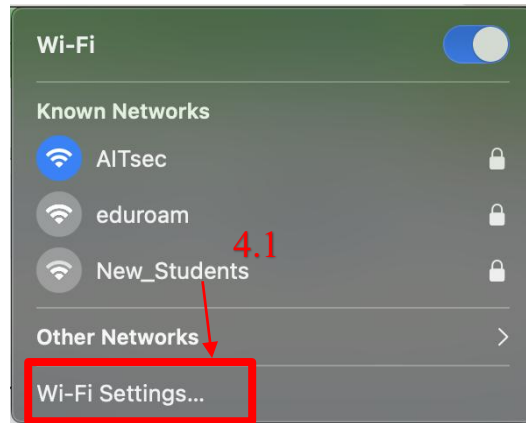 Wi-Fi
Known Networks
AITsec
eduroam
4.1
New_Students
Other Networks
Wi-Fi Settings...